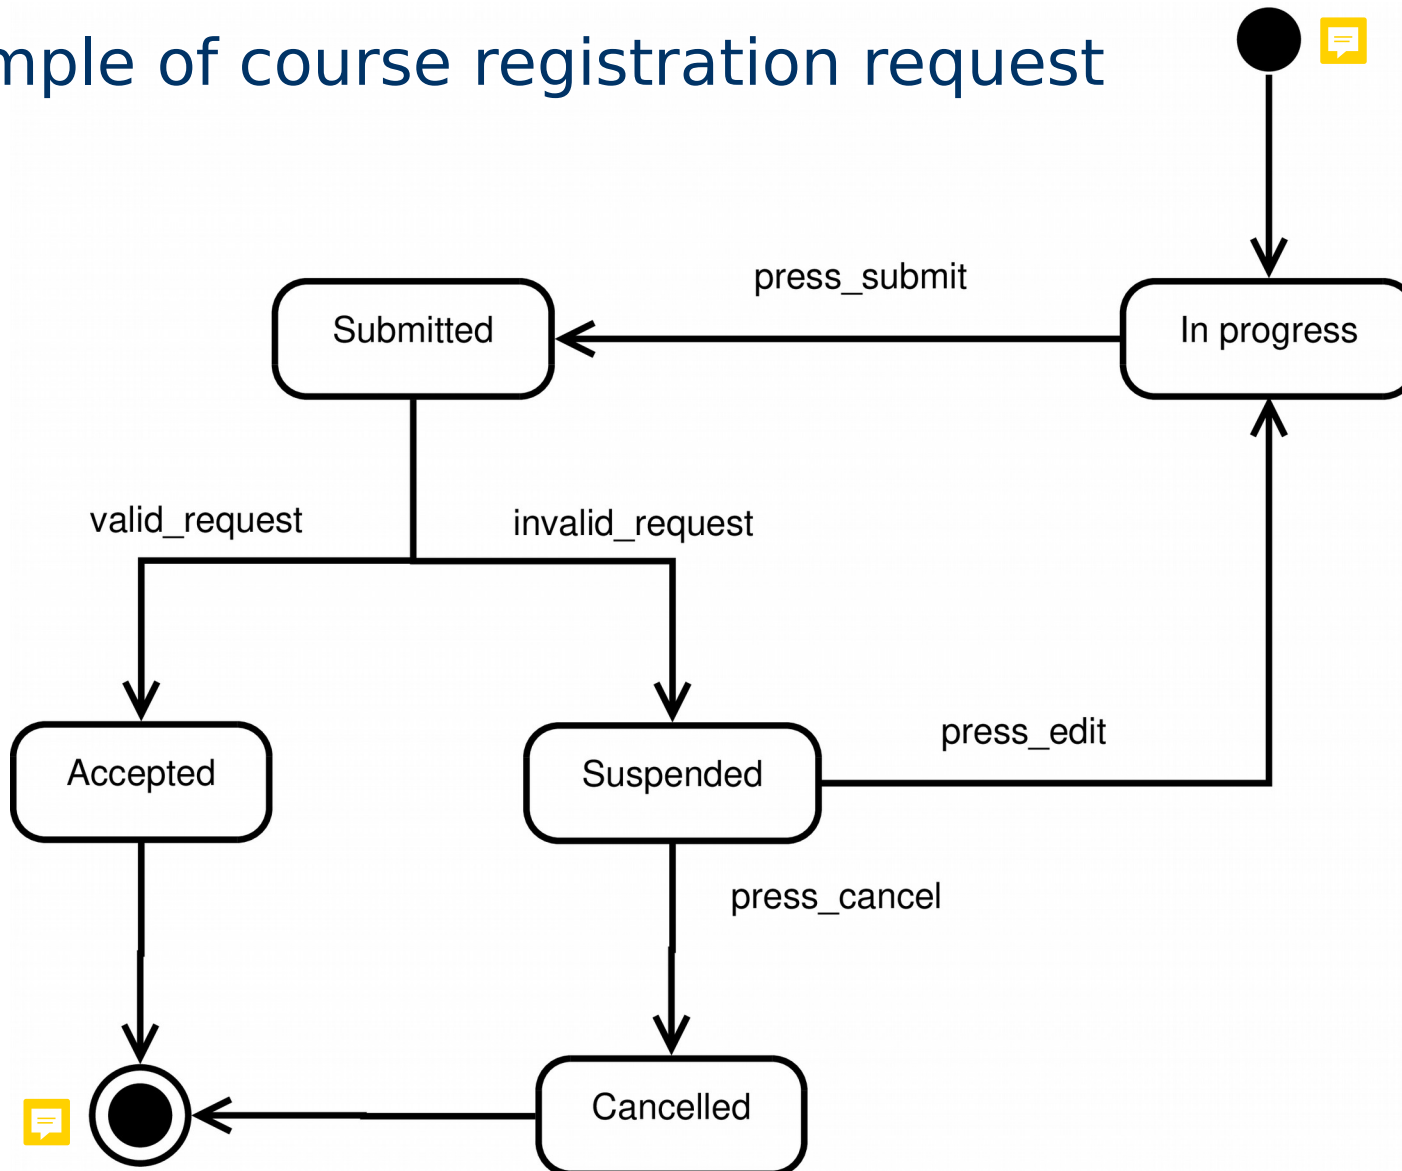 mple of course registration request
press_submit
Submitted
In progress
valid_request
invalid_request
press_edit
Accepted
Suspended
press_cancel
Cancelled